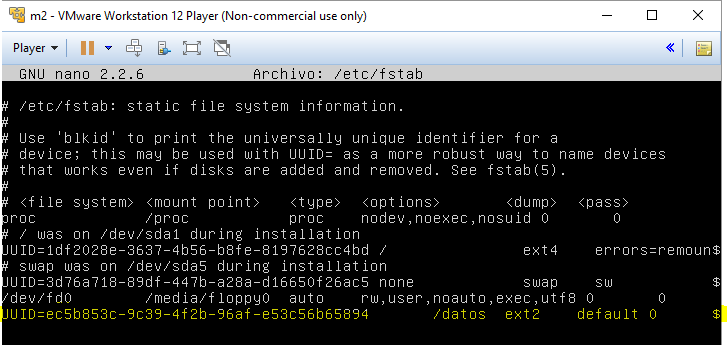 m2 - VMware Workstation 12 Player (Non-commercial use only)
Player
GNU nano 2.2.6 Archivo: /etc/fstab
# /etc/fstab: static file system information.
#
# Use 'blkid' to print the universally unique identifier for a
# device; this may be used with UUID= as a more robust way to name devices
# that works even if disks are added and removed. See fstab(5).
#
# <file system> <mount point> <type> <options> <dump> <pass>
proc /proc proc nodev,noexec,nosuid 0 0
# / was on /dev/sda1 during installation
UUID=1df2028e-3637-4b56-b8fe-8197628cc4bd / ext4 errors=remoun$
# swap was on /dev/sda5 during installation
UUID=3d76a718-89df-447b-a28a-d16650f26ac5 none swap sw $
/dev/fd0 /media/floppy0 auto rw,user,noauto,exec,utf8 0 0
UUID=ec5b853c-9c39-4f2b-96af-e53c56b65894 /datos ext2 default 0 $